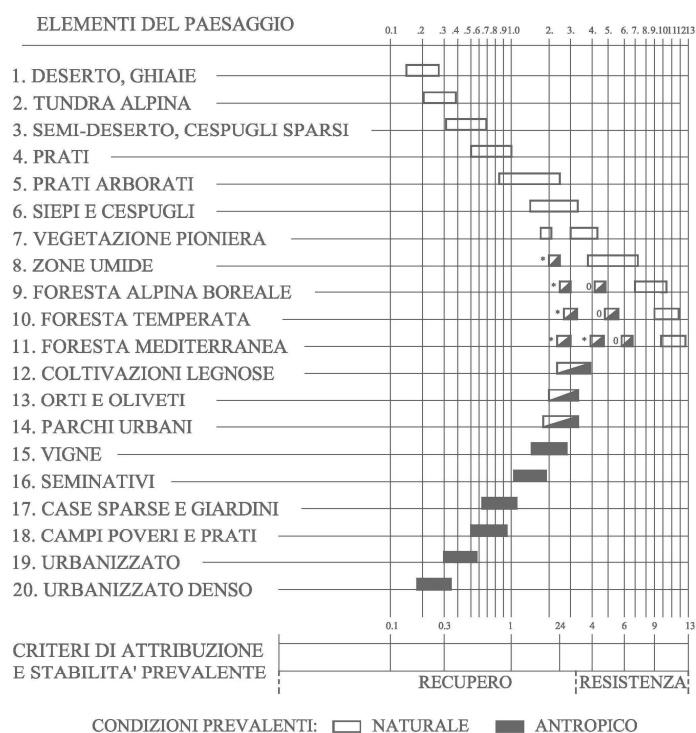 ELEMENTI DEL PAESAGGIO
0.1 .2 .3 .4 .5 .6 .7 .8 .9 1.0 2. 3. 4. 5. 6. 7. 8. 9. 10 11 12 13
1. DESERTO, GHIAIE
2. TUNDRA ALPINA
3. SEMI-DESERTO, CESPUGLI SPARSI
4. PRATI
5. PRATI ARBORATI
6. SIEPI E CESPUGLI
7. VEGETAZIONE PIONIERA
8. ZONE UMIDE *
9. FORESTA ALPINA BOREALE * 0
10. FORESTA TEMPERATA * 0
11. FORESTA MEDITERRANEA * * 0
12. COLTIVAZIONI LEGNOSE
13. ORTI E OLIVETI
14. PARCHI URBANI
15. VIGNE
16. SEMINATIVI
17. CASE SPARSE E GIARDINI
18. CAMPI POVERI E PRATI
19. URBANIZZATO
20. URBANIZZATO DENSO
0.1 0.3 1 24 4 6 9 13
CRITERI DI ATTRIBUZIONE
E STABILITA' PREVALENTE
RECUPERO RESISTENZA
CONDIZIONI PREVALENTI: NATURALE ANTROPICO